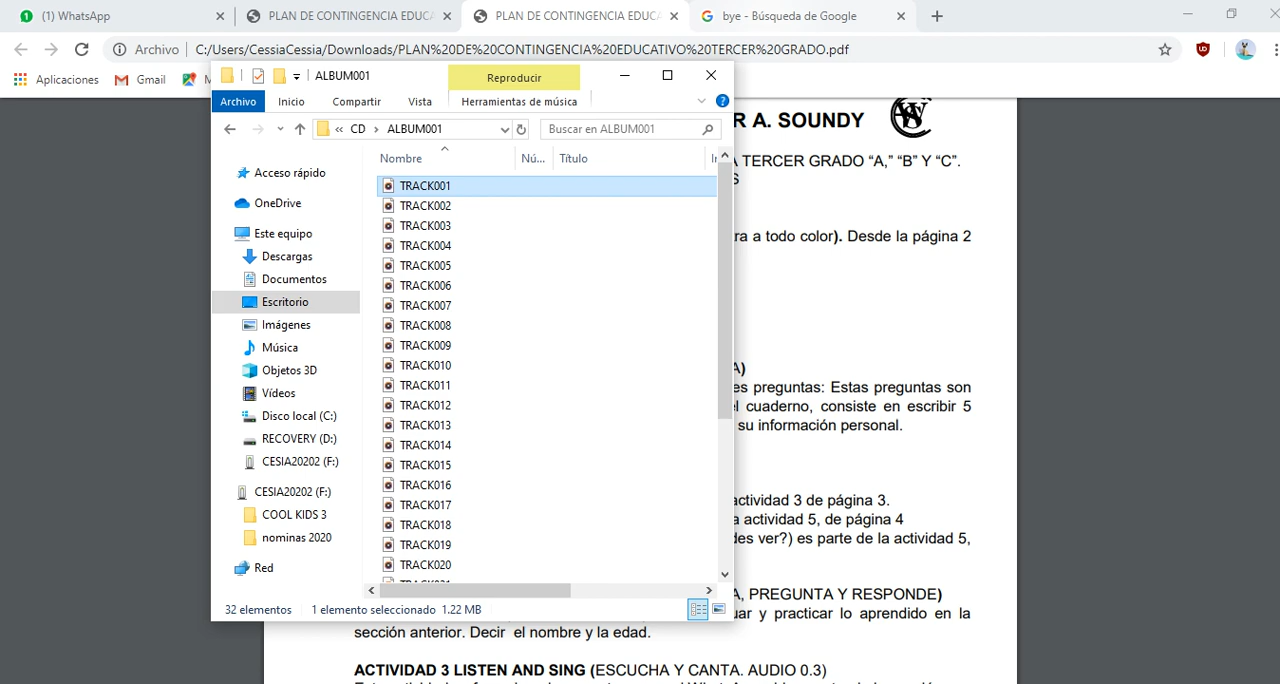 (1) WhatsApp
PLAN DE CONTINGENCIA EDUCA
PLAN DE CONTINGENCIA EDUCA
bye - Búsqueda de Google
Archivo
C:/Users/CessiaCessia/Downloads/PLAN%20DE%20CONTINGENCIA%20EDUCATIVO%20TERCER%20GRADO.pdf
Aplicaciones
Gmail
M
ALBUM001
Reproducir
Archivo
Inicio
Compartir
Vista
Herramientas de música
« CD › ALBUM001
Buscar en ALBUM001
Nombre
Nú...
Título
Acceso rápido
OneDrive
Este equipo
Descargas
Documentos
Escritorio
Imágenes
Música
Objetos 3D
Vídeos
Disco local (C:)
RECOVERY (D:)
CESIA20202 (F:)
CESIA20202 (F:)
COOL KIDS 3
nominas 2020
Red
TRACK001
TRACK002
TRACK003
TRACK004
TRACK005
TRACK006
TRACK007
TRACK008
TRACK009
TRACK010
TRACK011
TRACK012
TRACK013
TRACK014
TRACK015
TRACK016
TRACK017
TRACK018
TRACK019
TRACK020
32 elementos
1 elemento seleccionado 1.22 MB
R A. SOUNDY
A TERCER GRADO “A,” “B” Y “C”.
S
ra a todo color). Desde la página 2
A)
es preguntas: Estas preguntas son
el cuaderno, consiste en escribir 5
su información personal.
actividad 3 de página 3.
a actividad 5, de página 4
des ver?) es parte de la actividad 5,
A, PREGUNTA Y RESPONDE)
uar y practicar lo aprendido en la
sección anterior. Decir el nombre y la edad.
ACTIVIDAD 3 LISTEN AND SING (ESCUCHA Y CANTA. AUDIO 0.3)